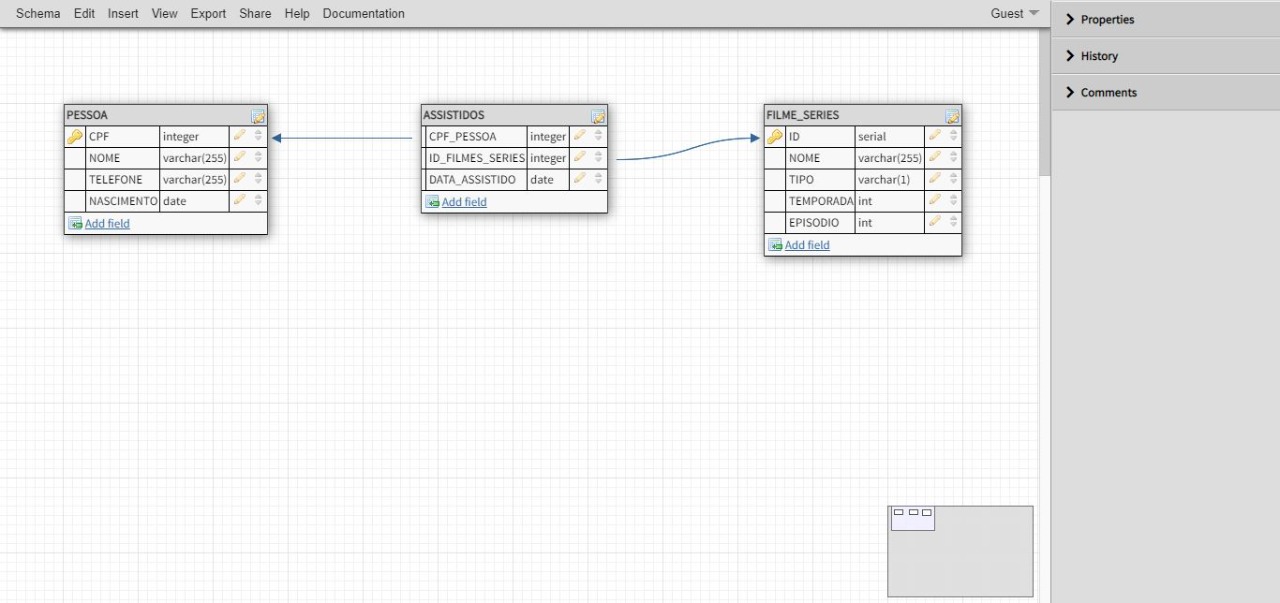 Schema Edit Insert View Export Share Help Documentation Guest
Properties
History
Comments
PESSOA
CPF integer
NOME varchar(255)
TELEFONE varchar(255)
NASCIMENTO date
Add field
ASSISTIDOS
CPF_PESSOA integer
ID_FILMES_SERIES integer
DATA_ASSISTIDO date
Add field
FILME_SERIES
ID serial
NOME varchar(255)
TIPO varchar(1)
TEMPORADA int
EPISODIO int
Add field